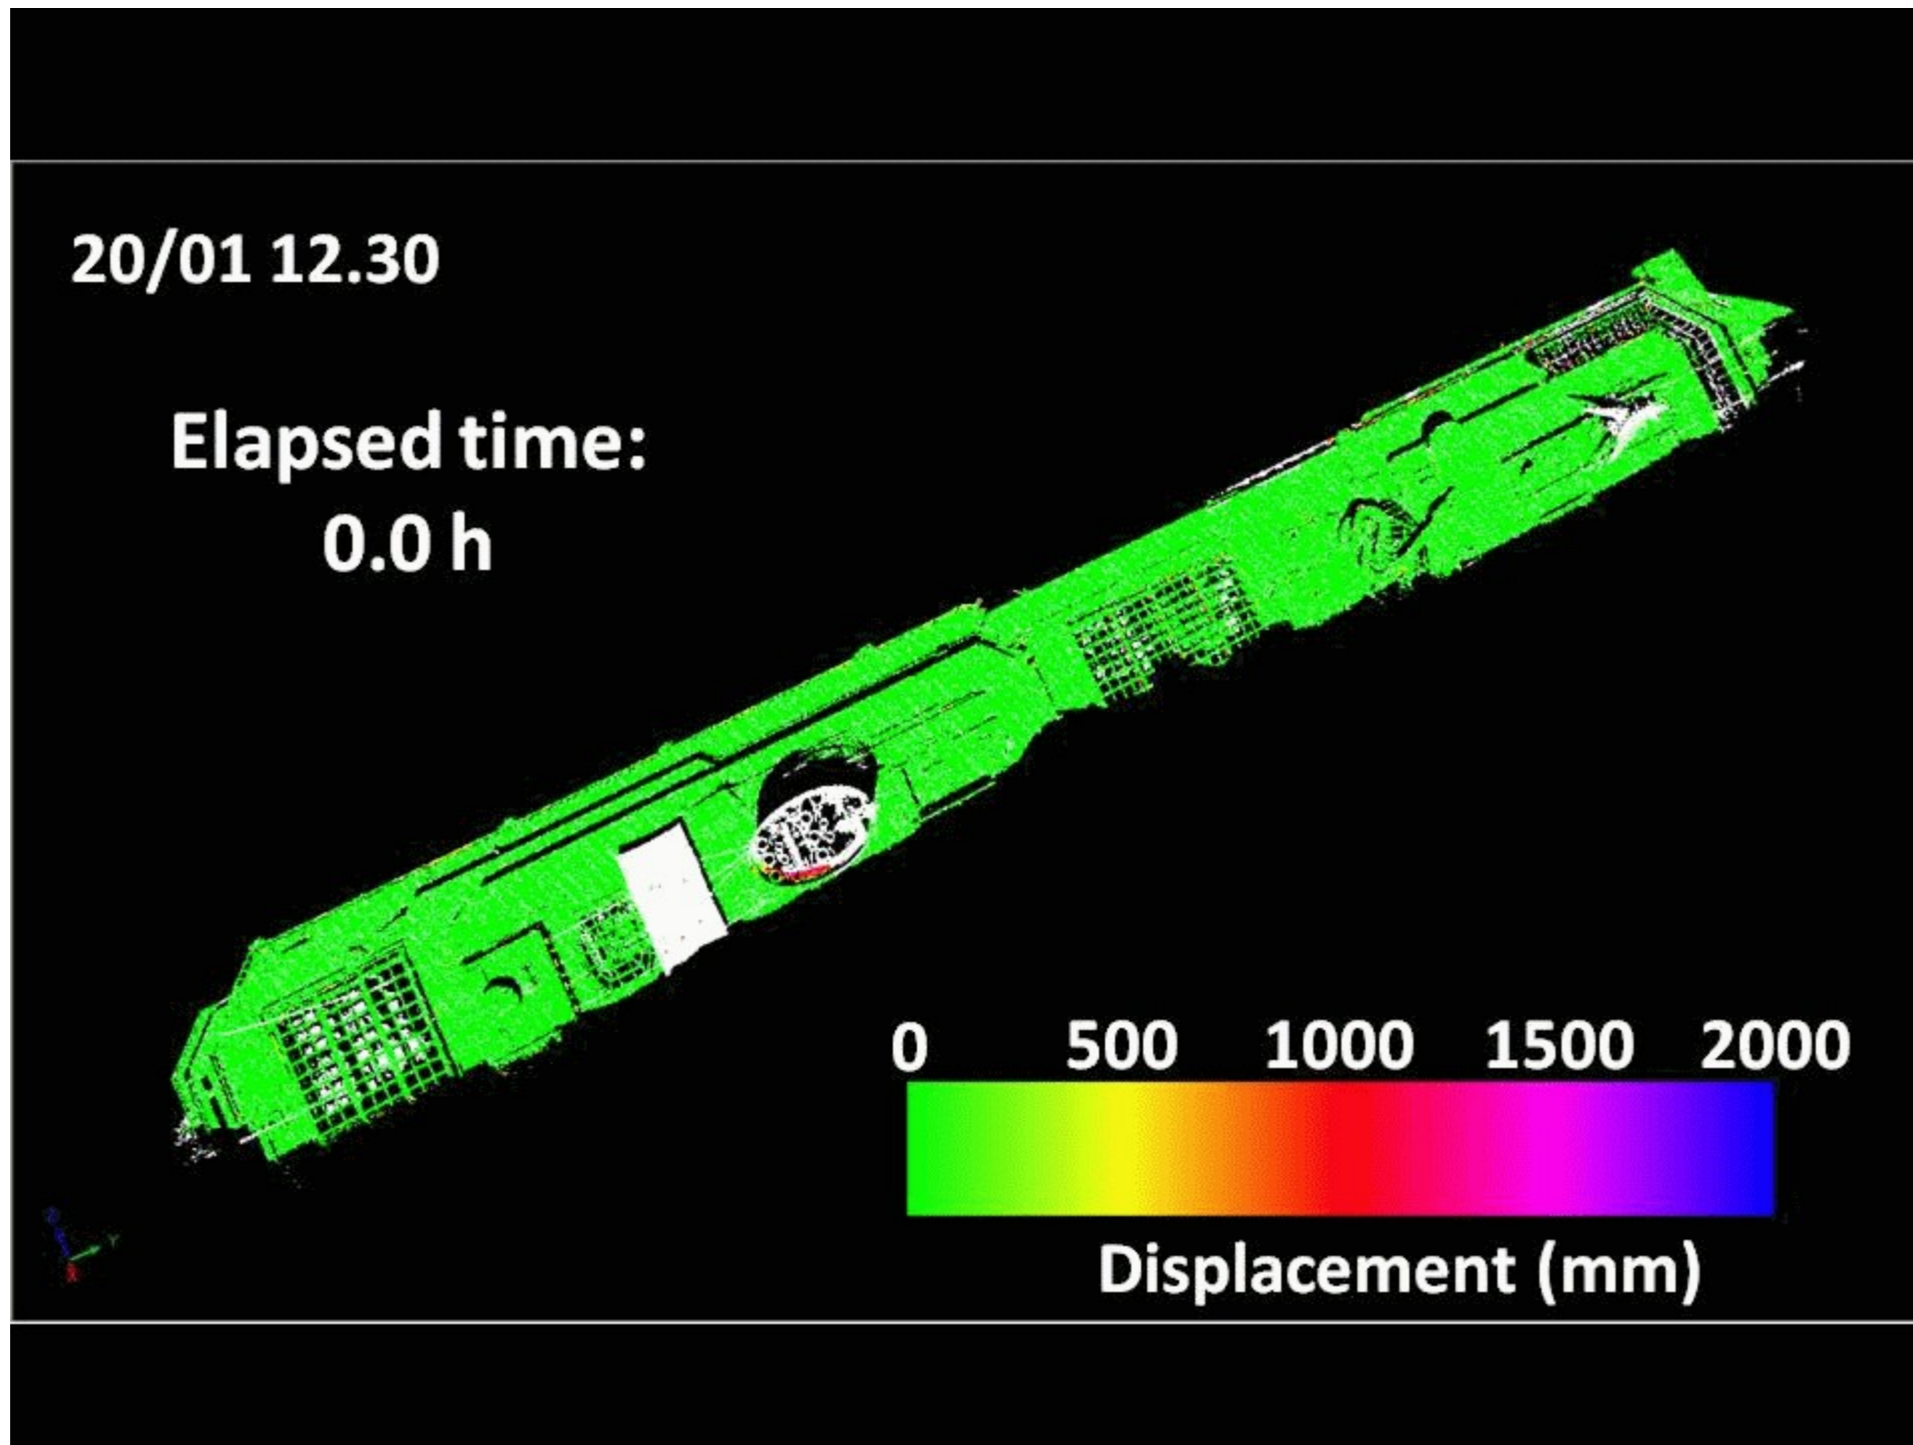 20/01 12.30
Elapsed time:
0.0 h
0 500 1000 1500 2000
Displacement (mm)
Y
X